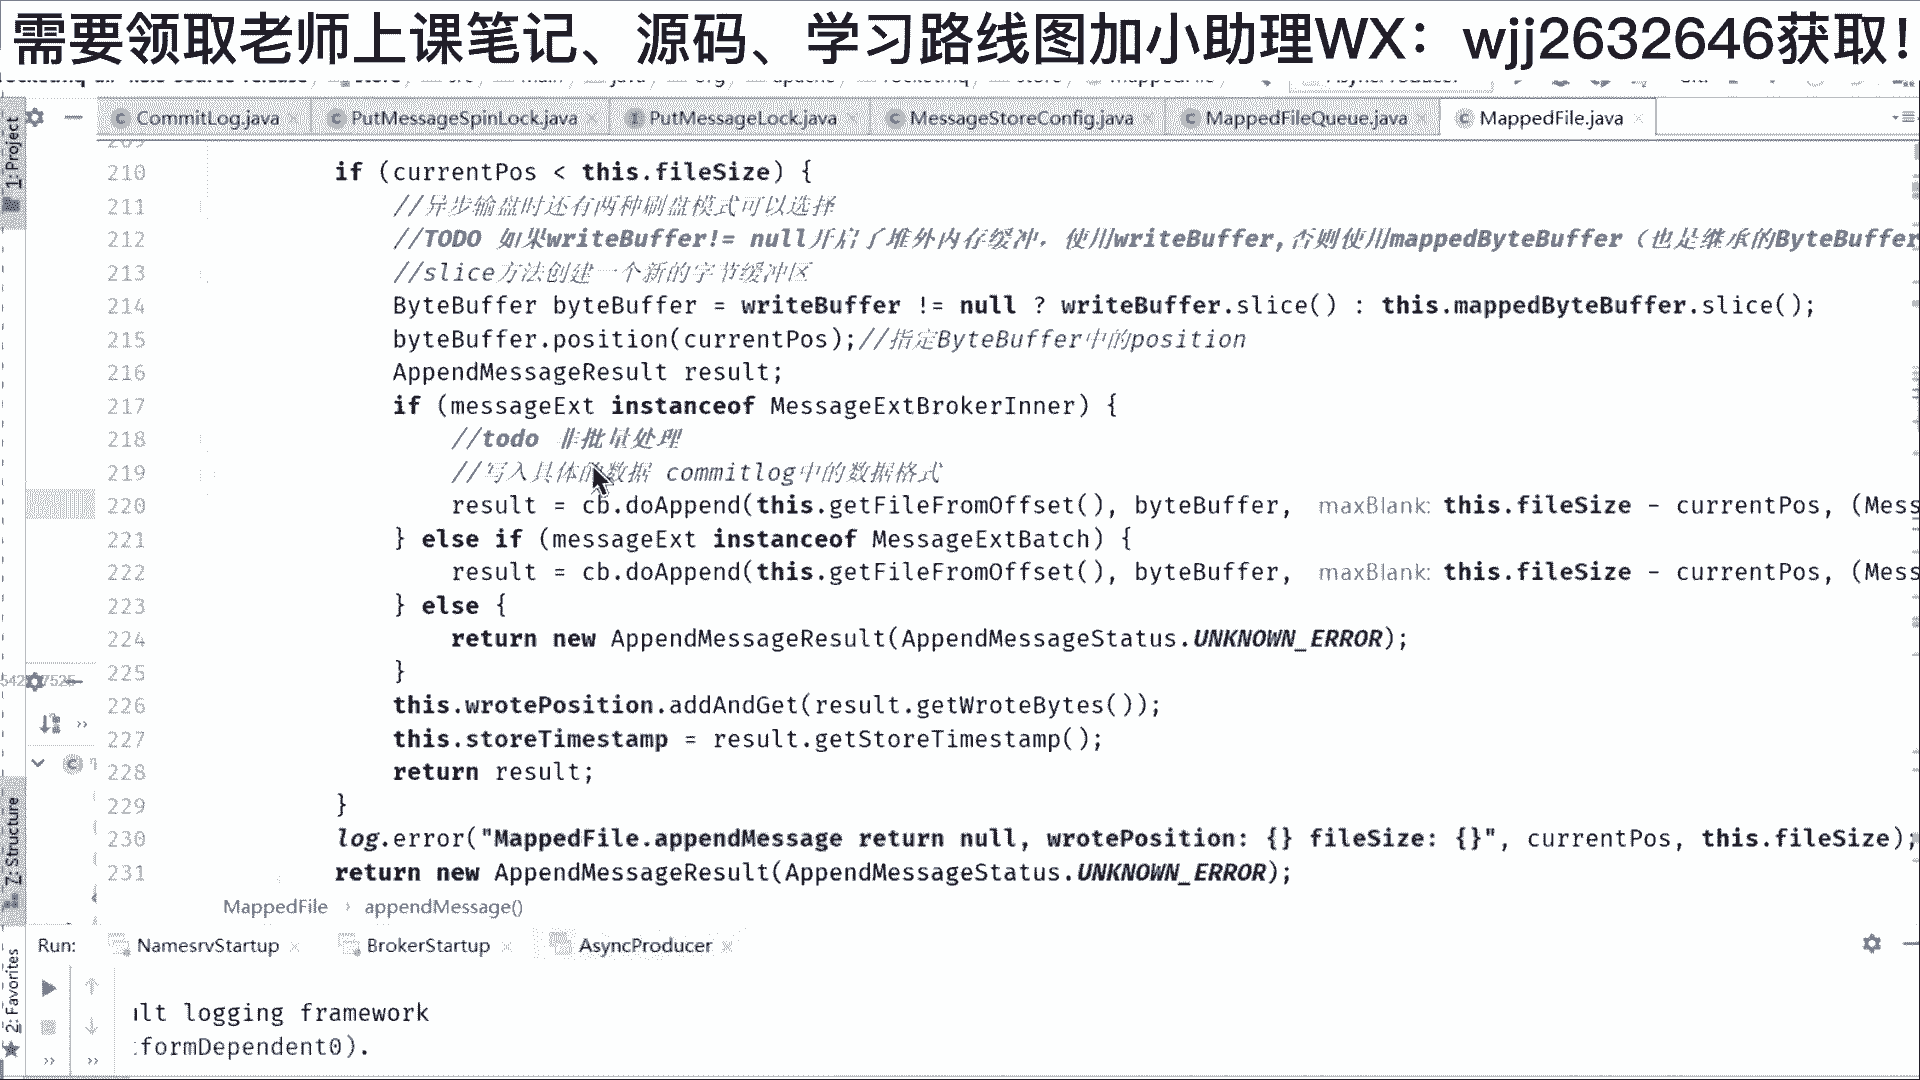 需要领取老师上课笔记、源码、学习路线图加小助理WX：wjj2632646获取！
1: Project
CommitLog.java
PutMessageSpinLock.java
PutMessageLock.java
MessageStoreConfig.java
MappedFileQueue.java
MappedFile.java
210 if (currentPos < this.fileSize) {
211 //异步输盘时还有两种刷盘模式可以选择
212 //TODO 如果writeBuffer!= null开启了堆外内存缓冲，使用writeBuffer,否则使用mappedByteBuffer（也是继承的ByteBuffer
213 //slice方法创建一个新的字节缓冲区
214 ByteBuffer byteBuffer = writeBuffer != null ? writeBuffer.slice() : this.mappedByteBuffer.slice();
215 byteBuffer.position(currentPos);//指定ByteBuffer中的position
216 AppendMessageResult result;
217 if (messageExt instanceof MessageExtBrokerInner) {
218 //todo 非批量处理
219 //写入具体的数据 commitlog中的数据格式
220 result = cb.doAppend(this.getFileFromOffset(), byteBuffer, maxBlank: this.fileSize - currentPos, (Mess
221 } else if (messageExt instanceof MessageExtBatch) {
222 result = cb.doAppend(this.getFileFromOffset(), byteBuffer, maxBlank: this.fileSize - currentPos, (Mess
223 } else {
224 return new AppendMessageResult(AppendMessageStatus.UNKNOWN_ERROR);
225 }
226 this.wrotePosition.addAndGet(result.getWroteBytes());
227 this.storeTimestamp = result.getStoreTimestamp();
228 return result;
229 }
230 log.error("MappedFile.appendMessage return null, wrotePosition: {} fileSize: {}", currentPos, this.fileSize);
231 return new AppendMessageResult(AppendMessageStatus.UNKNOWN_ERROR);
MappedFile › appendMessage()
7: Structure
2: Favorites
Run: NamesrvStartup BrokerStartup AsyncProducer
ult logging framework
formDependent0).